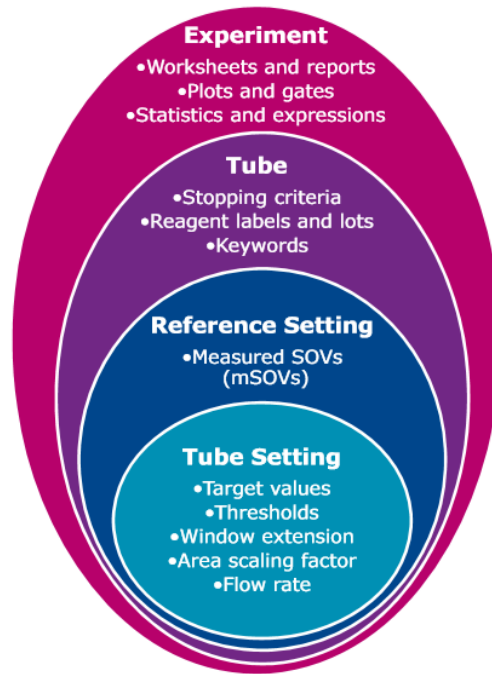 Experiment
•Worksheets and reports
•Plots and gates
•Statistics and expressions
Tube
•Stopping criteria
•Reagent labels and lots
•Keywords
Reference Setting
•Measured SOVs
(mSOVs)
Tube Setting
•Target values
•Thresholds
•Window extension
•Area scaling factor
•Flow rate